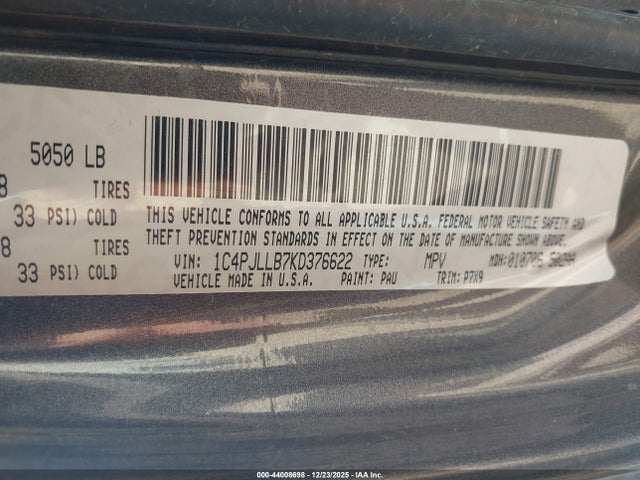 5050 LB
8 TIRES
33 PSI) COLD
8 TIRES
33 PSI) COLD
THIS VEHICLE CONFORMS TO ALL APPLICABLE U.S.A. FEDERAL MOTOR VEHICLE SAFETY AND
THEFT PREVENTION STANDARDS IN EFFECT ON THE DATE OF MANUFACTURE SHOWN ABOVE.
VIN: 1C4PJLLB7KD376622 TYPE: MPV MDH:010706
VEHICLE MADE IN U.S.A. PAINT: PAU TRIM: P7X9
000-44008698 - 12/23/2025 - IAA Inc.